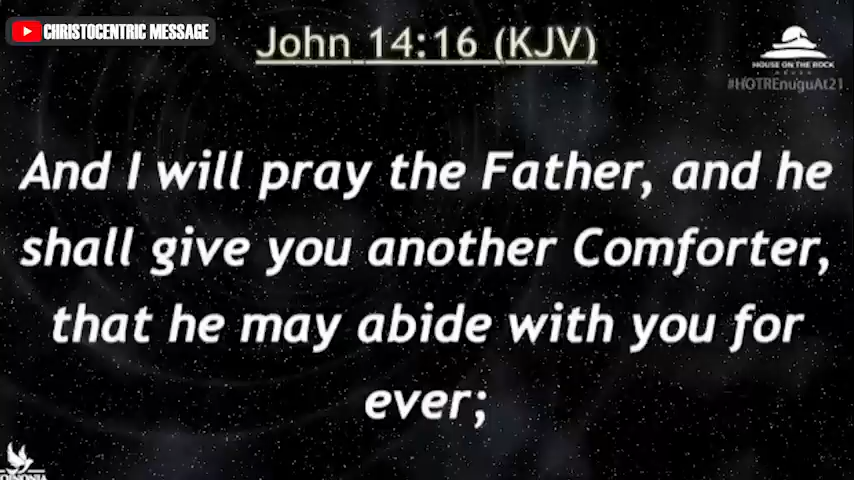 CHRISTOCENTRIC MESSAGE
John 14:16 (KJV)
HOUSE ON THE ROCK
#HOTREnuguAt21
And I will pray the Father, and he
shall give you another Comforter,
that he may abide with you for
ever;